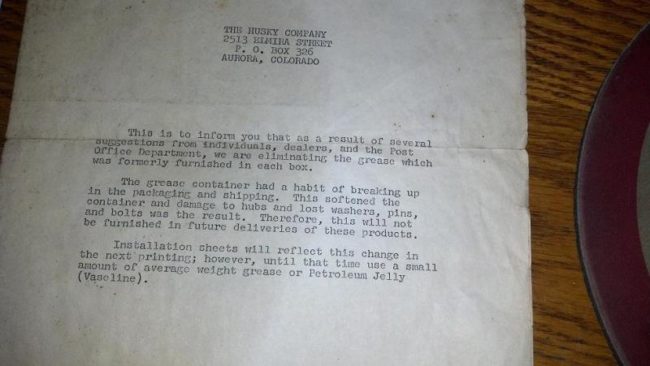 THE HUSKY COMPANY
2513 ELMIRA STREET
P. O. BOX 326
AURORA, COLORADO
This is to inform you that as a result of several
suggestions from individuals, dealers, and the Post
Office Department, we are eliminating the grease which
was formerly furnished in each box.
The grease container had a habit of breaking up
in the packaging and shipping. This softened the
container and damage to hubs and lost washers, pins,
and bolts was the result. Therefore, this will not
be furnished in future deliveries of these products.
Installation sheets will reflect this change in
the next printing; however, until that time use a small
amount of average weight grease or Petroleum Jelly
(Vaseline).